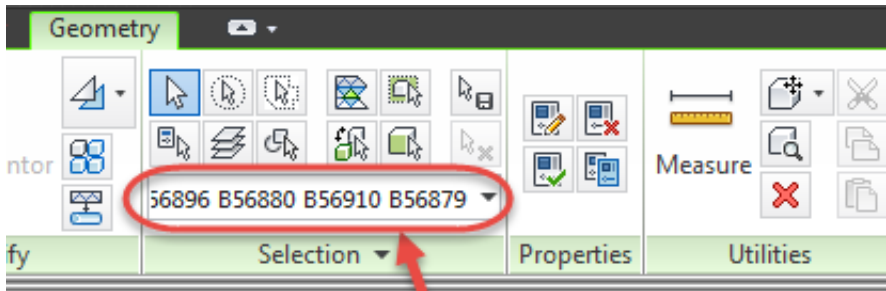 Geometry
ntor
56896 B56880 B56910 B56879
Measure
fy
Selection
Properties
Utilities